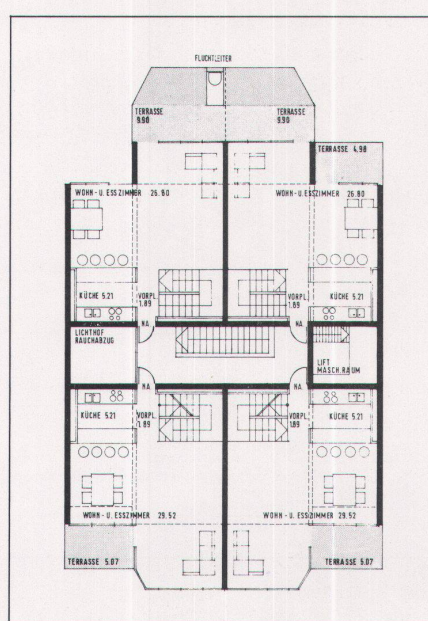 FLUCHTLEITER
TERRASSE
9.90
TERRASSE
9.90
TERRASSE 4.98
WOHN- U. ESSZIMMER 26.80
WOHN- U. ESSZIMMER 26.80
KÜCHE 5.21
VORPL.
1.89
VORPL.
1.89
KÜCHE 5.21
NA.
NA.
LICHTHOF
RAUCHABZUG
LIFT
MASCH.RAUM
NA.
NA.
KÜCHE 5.21
VORPL.
1.89
VORPL.
1.89
KÜCHE 5.21
WOHN- U. ESSZIMMER 29.52
WOHN- U. ESSZIMMER 29.52
TERRASSE 5.07
TERRASSE 5.07